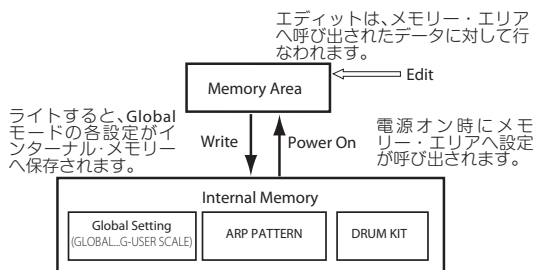 エディットは、メモリー・エリア
へ呼び出されたデータに対して行
なわれます。
Edit
Memory Area
ライトすると、Global
モードの各設定がイ
ンターナル・メモリー
へ保存されます。
Write
Power On
電源オン時にメモ
リー・エリアへ設定
が呼び出されます。
Internal Memory
Global Setting
(GLOBAL...G-USER SCALE)
ARP PATTERN
DRUM KIT